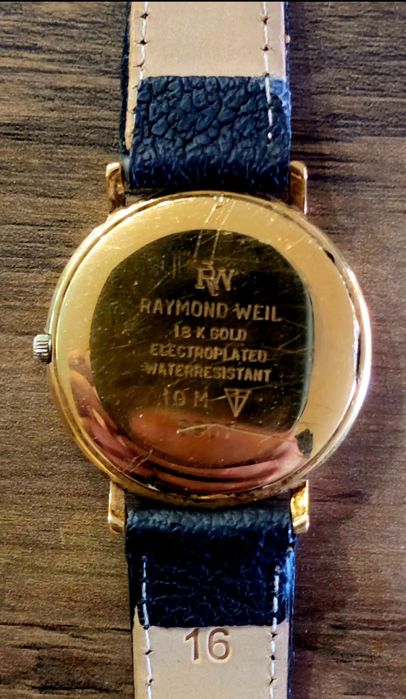 RW
RAYMOND WEIL
18 K GOLD
ELECTROPLATED
WATERRESISTANT
10 M
16